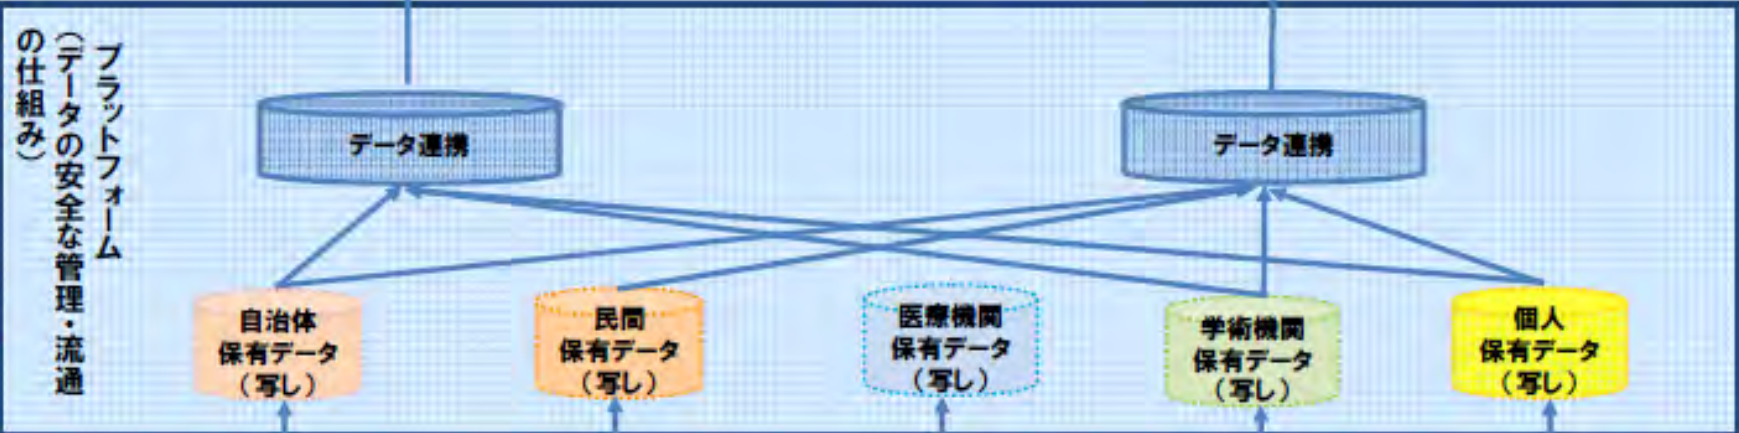 プラットフォーム
（データの安全な管理・流通
の仕組み）
データ連携
データ連携
自治体
保有データ
（写し）
民間
保有データ
（写し）
医療機関
保有データ
（写し）
学術機関
保有データ
（写し）
個人
保有データ
（写し）